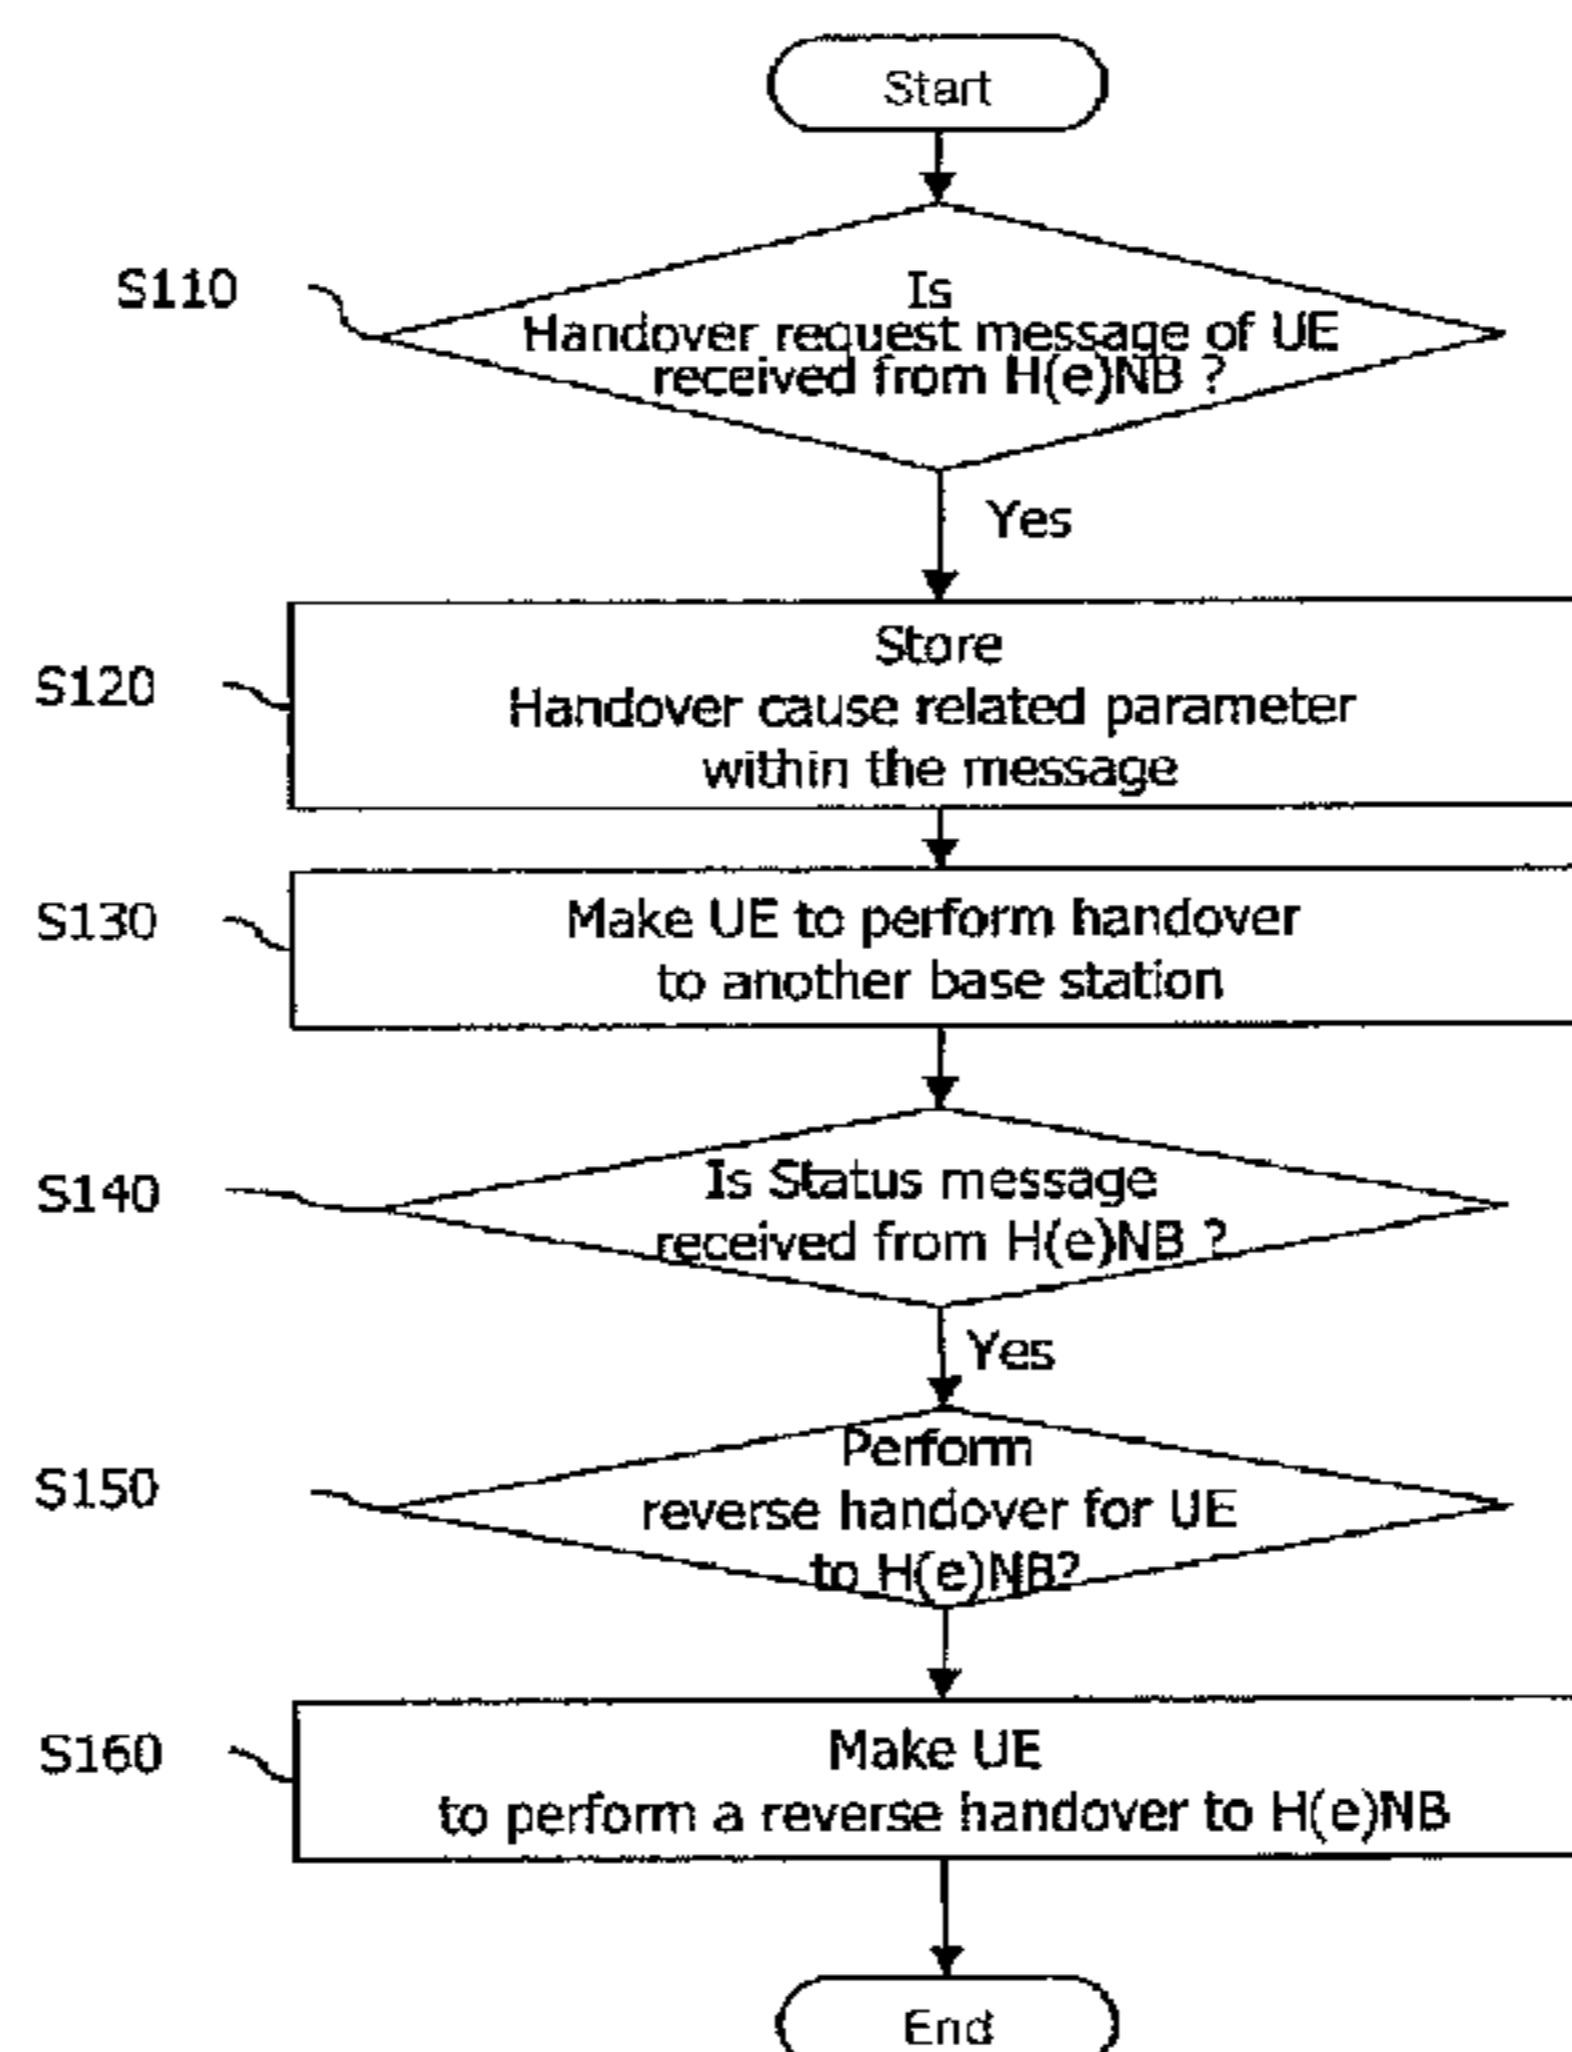 Start
S110
Is
Handover request message of UE
received from H(e)NB ?
Yes
S120
Store
Handover cause related parameter
within the message
S130
Make UE to perform handover
to another base station
S140
Is Status message
received from H(e)NB ?
Yes
S150
Perform
reverse handover for UE
to H(e)NB?
S160
Make UE
to perform a reverse handover to H(e)NB
End